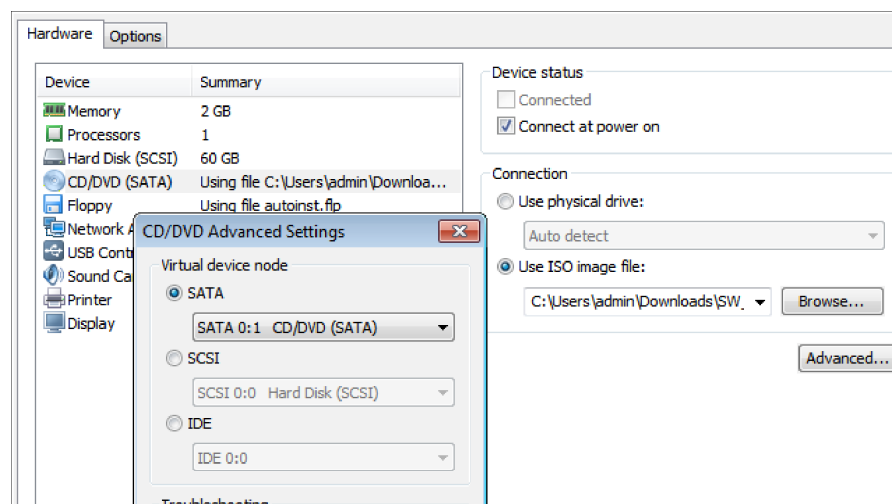 Hardware Options
Device Summary
Memory 2 GB
Processors 1
Hard Disk (SCSI) 60 GB
CD/DVD (SATA) Using file C:\Users\admin\Downloa...
Floppy Using file autoinst.flp
Network A
USB Cont
Sound Ca
Printer
Display
CD/DVD Advanced Settings
Virtual device node
SATA
SATA 0:1 CD/DVD (SATA)
SCSI
SCSI 0:0 Hard Disk (SCSI)
IDE
IDE 0:0
Troubleshooting
Device status
Connected
Connect at power on
Connection
Use physical drive:
Auto detect
Use ISO image file:
C:\Users\admin\Downloads\SW_
Browse...
Advanced...